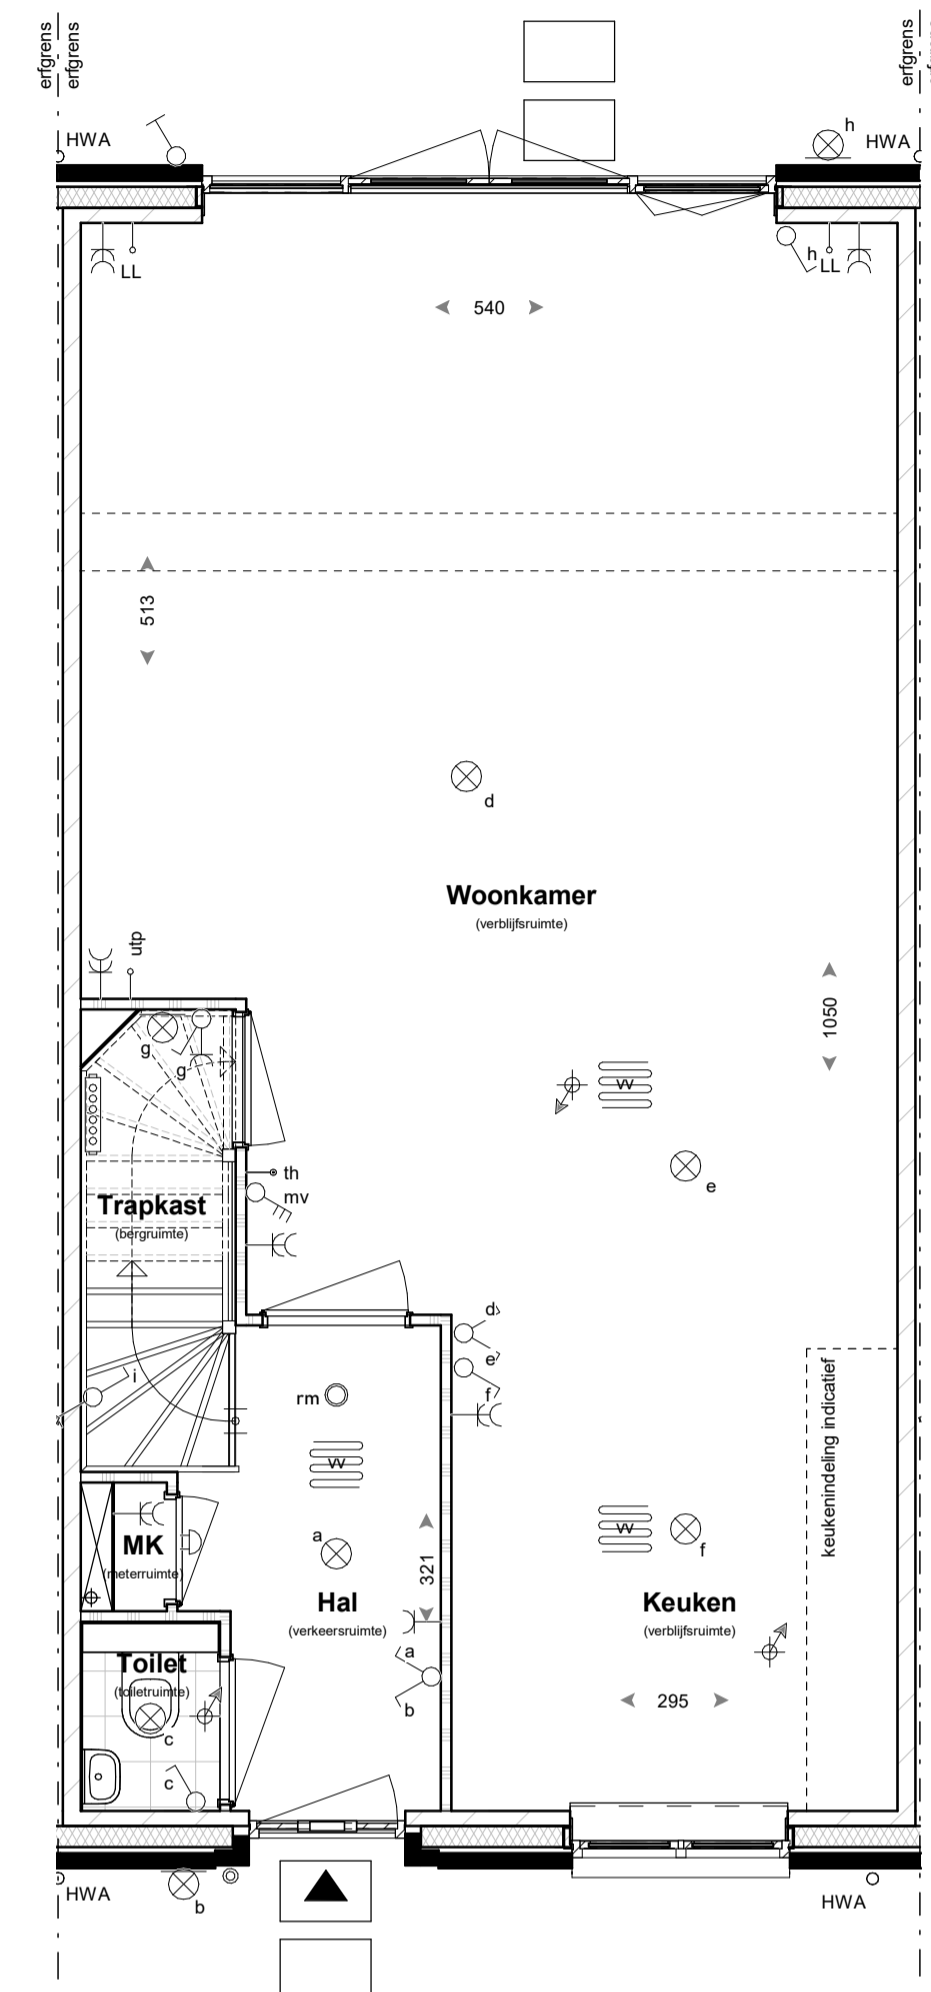 erfgrens
erfgrens
erfgrens
HWA
h
HWA
LL
h
LL
540
513
d
Woonkamer
(verblijfsruimte)
utp
1050
g
g
vv
th
e
mv
Trapkast
(bergruimte)
d
e
i
f
rm
keukenindeling indicatief
vv
vv
a
f
MK
(meterruimte)
321
Hal
(verkeersruimte)
Keuken
(verblijfsruimte)
a
Toilet
(toiletruimte)
295
b
c
c
HWA
b
HWA